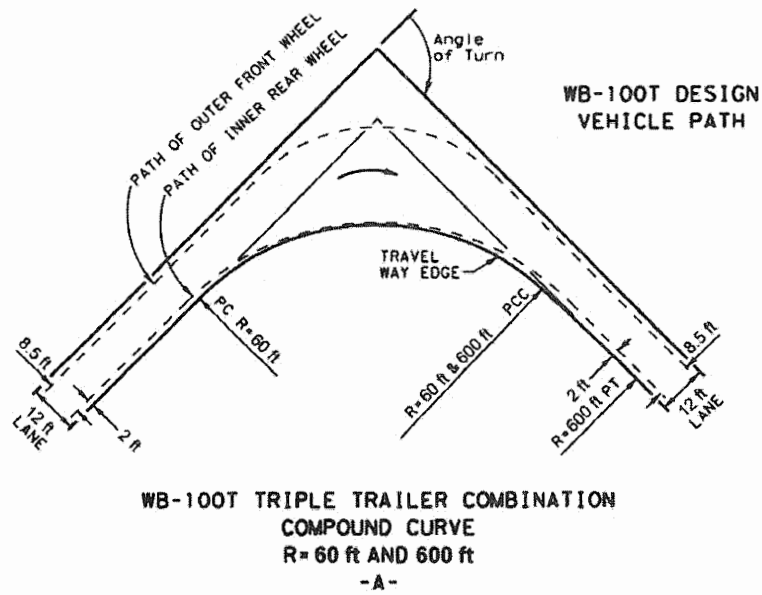 PATH OF OUTER FRONT WHEEL
PATH OF INNER REAR WHEEL
Angle
of Turn
WB-100T DESIGN
VEHICLE PATH
TRAVEL
WAY EDGE
PC R=60 ft
R=60 ft & 600 ft PCC
8.5 ft
12 ft
LANE
2 ft
2 ft
R=600 ft PT
8.5 ft
12 ft
LANE
WB-100T TRIPLE TRAILER COMBINATION
COMPOUND CURVE
R= 60 ft AND 600 ft
-A-